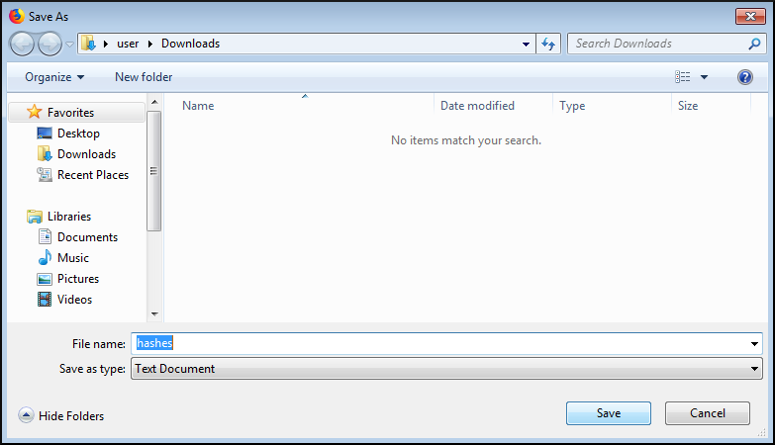 Save As
user Downloads
Search Downloads
Organize New folder
?
Name Date modified Type Size
No items match your search.
Favorites
Desktop
Downloads
Recent Places
Libraries
Documents
Music
Pictures
Videos
File name: hashes
Save as type: Text Document
Hide Folders Save Cancel